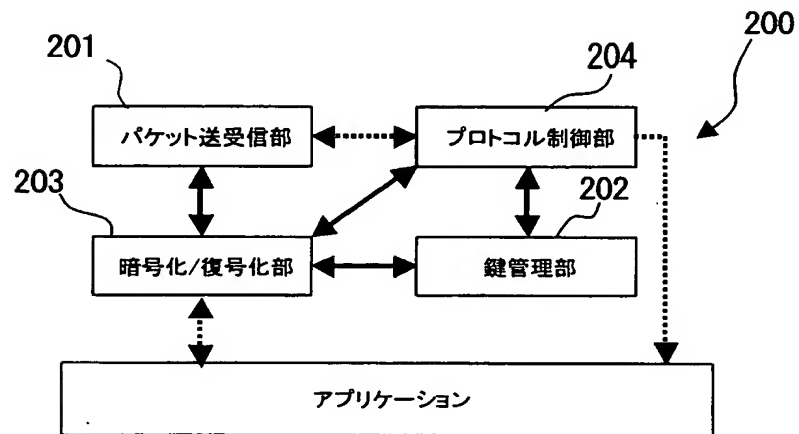 201
204
200
パケット送受信部
プロトコル制御部
203
202
暗号化/復号化部
鍵管理部
アプリケーション